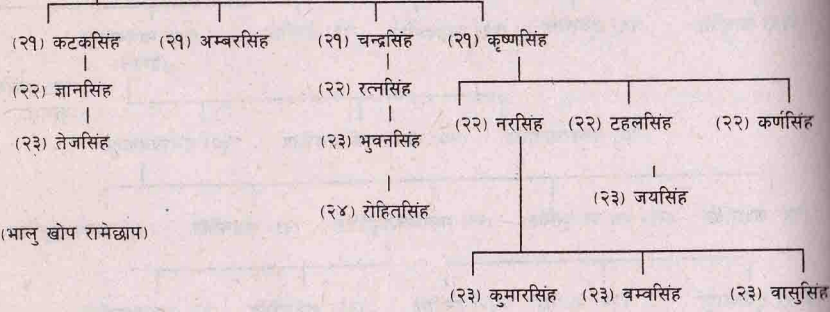 (२१) कटकसिंह (२१) अम्बरसिंह (२१) चन्द्रसिंह (२१) कृष्णसिंह
(२२) ज्ञानसिंह (२२) रत्नसिंह
(२२) नरसिंह (२२) टहलसिंह (२२) कर्णसिंह
(२३) तेजसिंह (२३) भुवनसिंह
(२३) जयसिंह
(२४) रोहितसिंह
(भालु खोप रामेछाप)
(२३) कुमारसिंह (२३) वम्वसिंह (२३) वासुसिंह